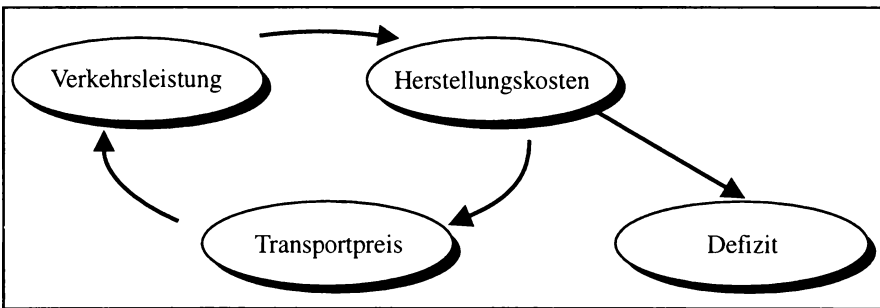 Verkehrsleistung
Herstellungskosten
Transportpreis
Defizit